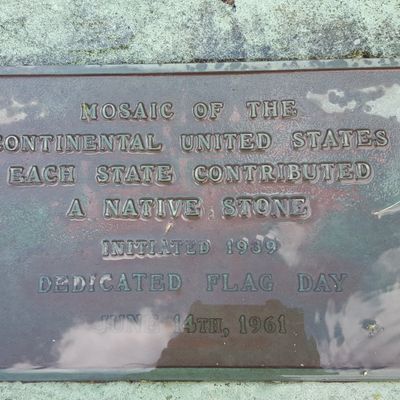 MOSAIC OF THE
CONTINENTAL UNITED STATES
EACH STATE CONTRIBUTED
A NATIVE STONE
INITIATED 1939
DEDICATED FLAG DAY
JUNE 14TH, 1961